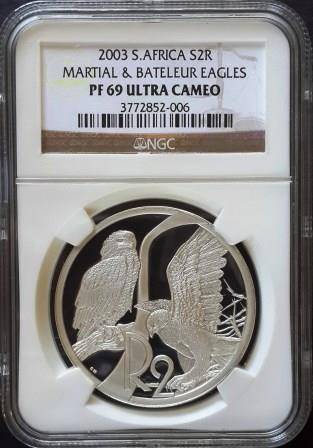 2003 S.AFRICA S2R
MARTIAL & BATELEUR EAGLES
PF 69 ULTRA CAMEO
3772852-006
NGC
R2